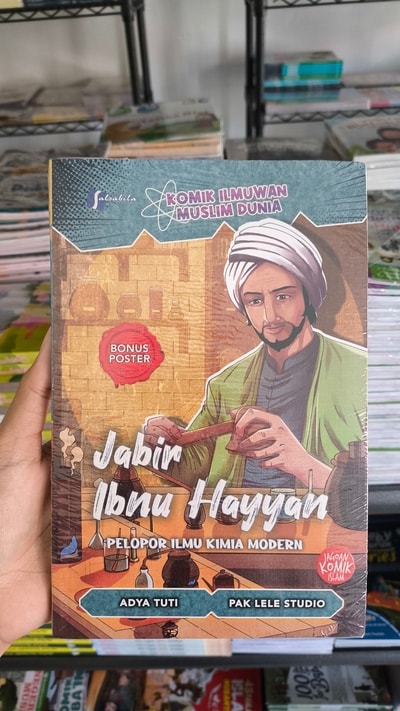 Salsabila
KOMIK ILMUWAN
MUSLIM DUNIA
BONUS
POSTER
Jabir
Ibnu Hayyan
PELOPOR ILMU KIMIA MODERN
JAGOAN
KOMIK
ISLAM
ADYA TUTI
PAK LELE STUDIO
100